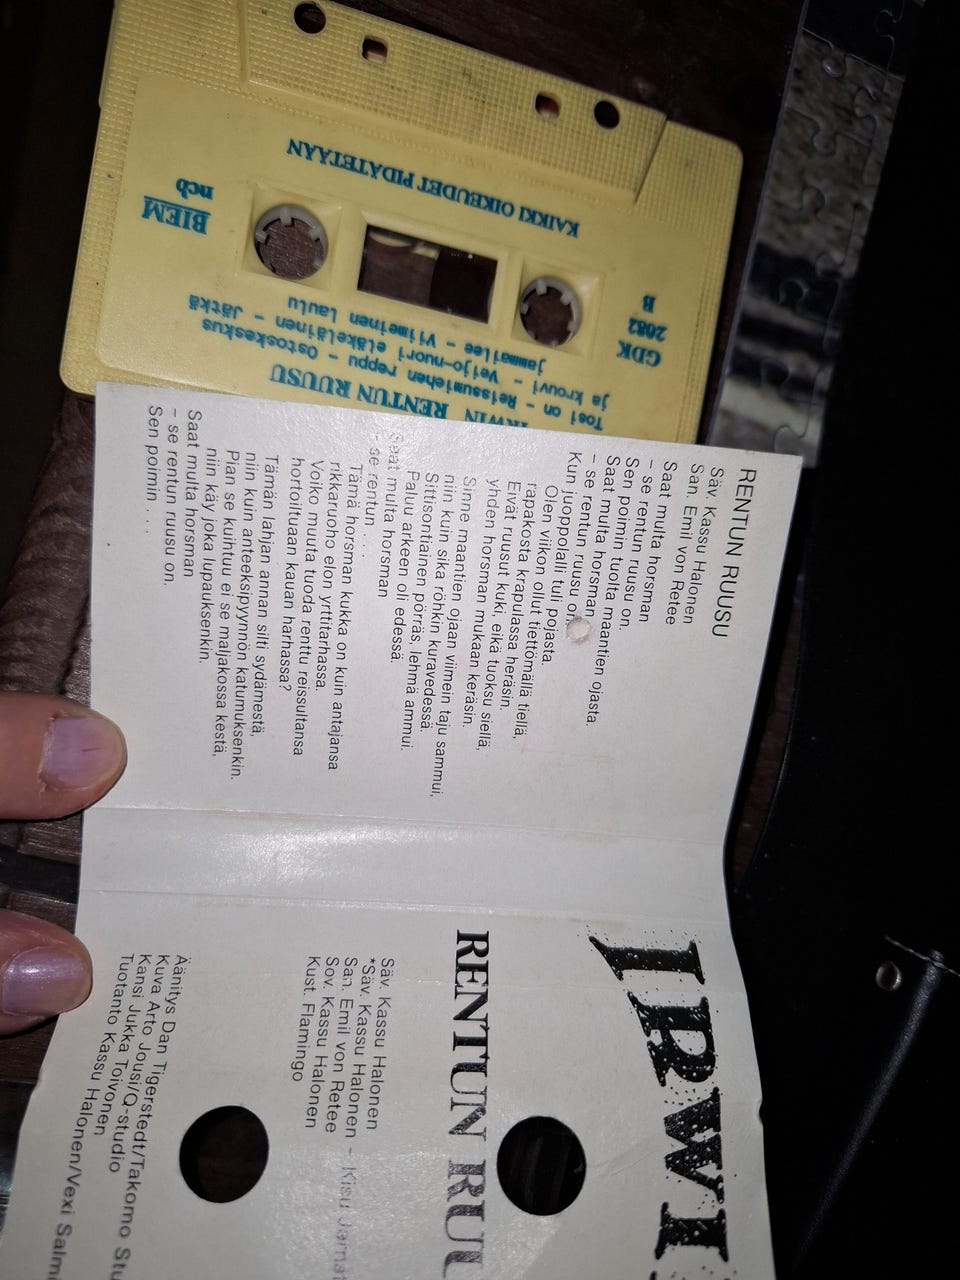 KAIKKI OIKEUDET PIDÄTETÄÄN
BIEM
ncb
GDK
2082
B
IRWIN RENTUN RUUSU
Tosi on - Reissumiehen reppu - Ostoskeskus
ja krouvi - Veijo-nuori eläkeläinen - Jätkä
jammailee - Viimeinen Laulu
RENTUN RUUSU
Säv. Kassu Halonen
San. Emil von Retee
Saat multa horsman
– se rentun ruusu on.
Sen poimin tuolta maantien ojasta.
Saat multa horsman
– se rentun ruusu on.
Kun juoppolalli tuli pojasta.
Olen viikon ollut tiettömällä tiellä,
rapakosta krapulassa heräsin.
Eivät ruusut kuki, eikä tuoksu siellä,
yhden horsman mukaan keräsin.
Sinne maantien ojaan viimein taju sammui,
niin kuin sika röhkin kuravedessä.
Sittisontiainen pörräs, lehmä ammui.
Paluu arkeen oli edessä.
Saat multa horsman
– se rentun . . . .
Tämä horsman kukka on kuin antajansa
rikkaruoho elon yrttitarhassa.
Voiko muuta tuoda renttu reissultansa
hortoiltuaan kauan harhassa?
Tämän lahjan annan silti sydämestä,
niin kuin anteeksipyynnön katumuksenkin.
Pian se kuihtuu ei se maljakossa kestä,
niin käy joka lupauksenkin.
Saat multa horsman
– se rentun ruusu on.
Sen poimin . . . .
IRWI
RENTUN RUU
Säv. Kassu Halonen
*Säv. Kassu Halonen – Kisu
San. Emil von Retee
Sov. Kassu Halonen
Kust. Flamingo
Äänitys Dan Tigerstedt/Takomo Stu
Kuva Arto Jousi/Q-studio
Kansi Jukka Toivonen
Tuotanto Kassu Halonen/Vexi Salm